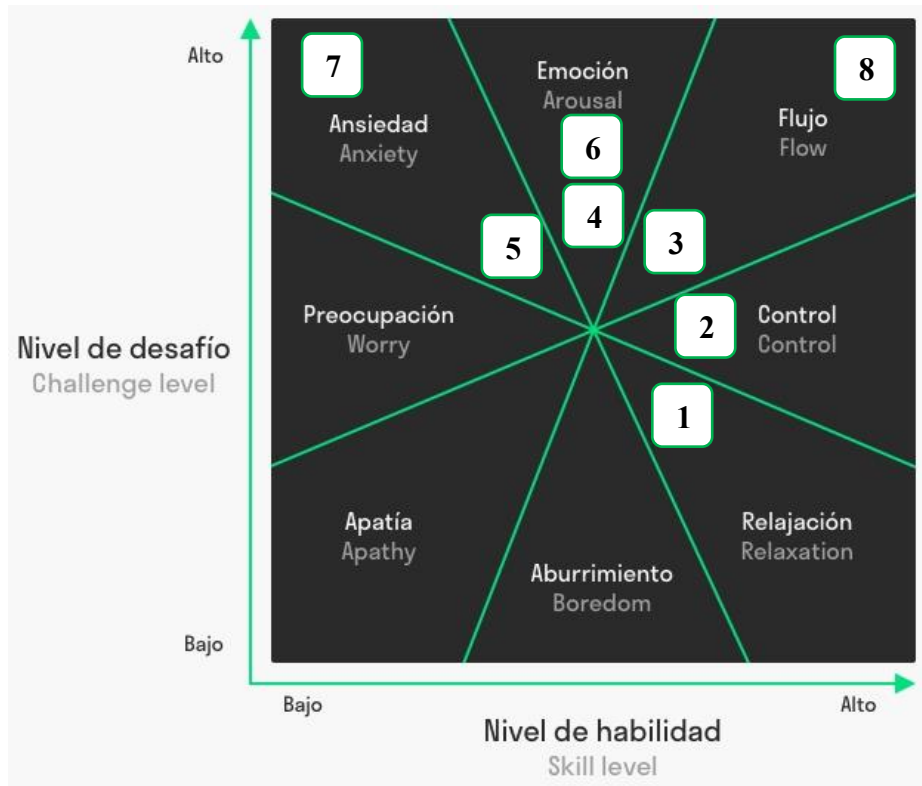 Alto
7
Ansiedad
Anxiety
Emoción
Arousal
6
4
8
Flujo
Flow
5
3
Preocupación
Worry
2
Control
Control
Nivel de desafío
Challenge level
1
Apatía
Apathy
Aburrimiento
Boredom
Relajación
Relaxation
Bajo
Bajo
Alto
Nivel de habilidad
Skill level